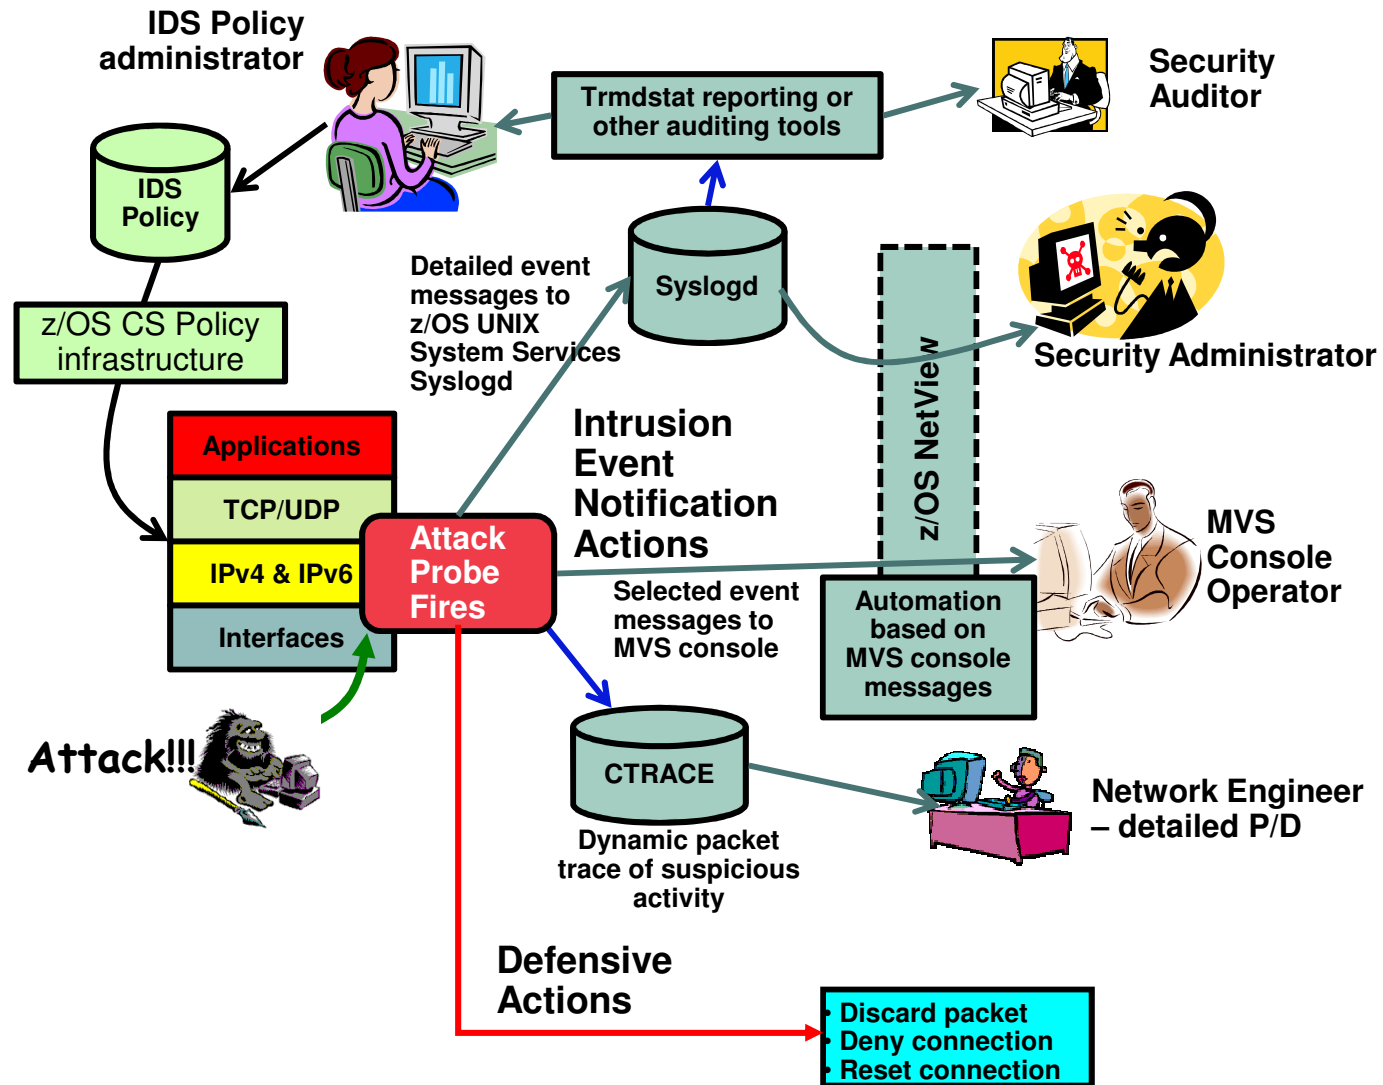 IDS Policy
administrator
Trmdstat reporting or
other auditing tools
Security
Auditor
IDS
Policy
Detailed event
messages to
z/OS UNIX
System Services
Syslogd
Syslogd
z/OS NetView
Security Administrator
z/OS CS Policy
infrastructure
Applications
TCP/UDP
IPv4 & IPv6
Interfaces
Attack
Probe
Fires
Intrusion
Event
Notification
Actions
Selected event
messages to
MVS console
Automation
based on
MVS console
messages
MVS
Console
Operator
Attack!!!
CTRACE
Dynamic packet
trace of suspicious
activity
Network Engineer
– detailed P/D
Defensive
Actions
• Discard packet
• Deny connection
• Reset connection